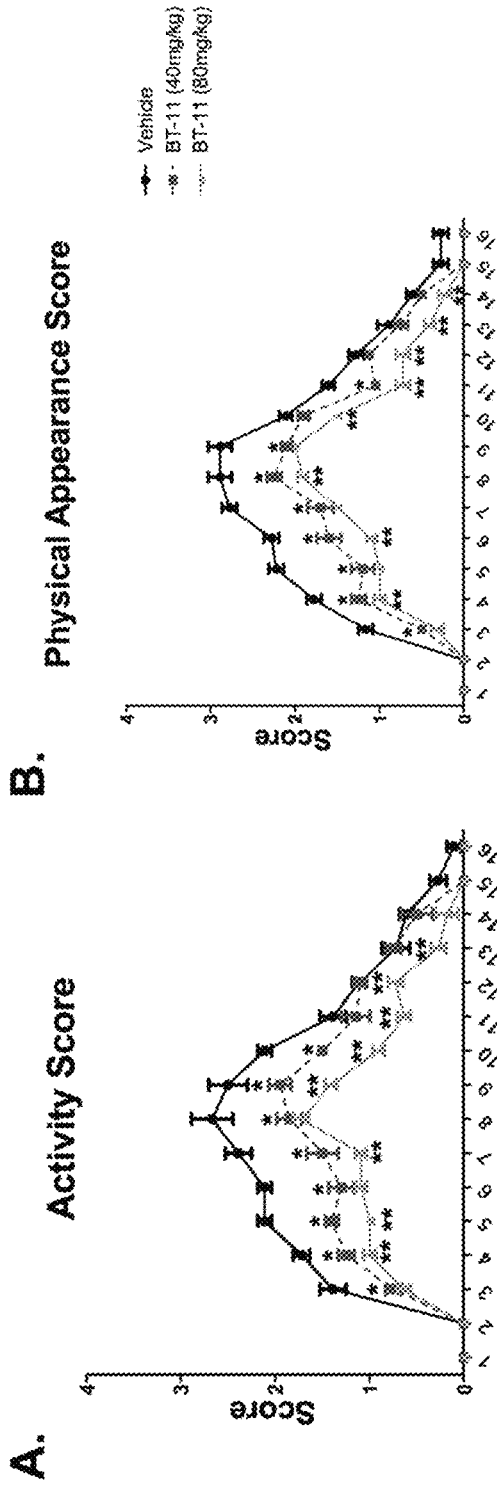 A.
Activity Score
Score
4
3
2
1
0
1 2 3 4 5 6 7 8 9 10 11 12 13 14 15 16
* * * * * * * *
** ** ** ** ** ** ** **
B.
Physical Appearance Score
Score
4
3
2
1
0
1 2 3 4 5 6 7 8 9 10 11 12 13 14 15 16
* * * * * * * *
** ** ** ** ** ** ** **
Vehicle
BT-11 (40mg/kg)
BT-11 (80mg/kg)